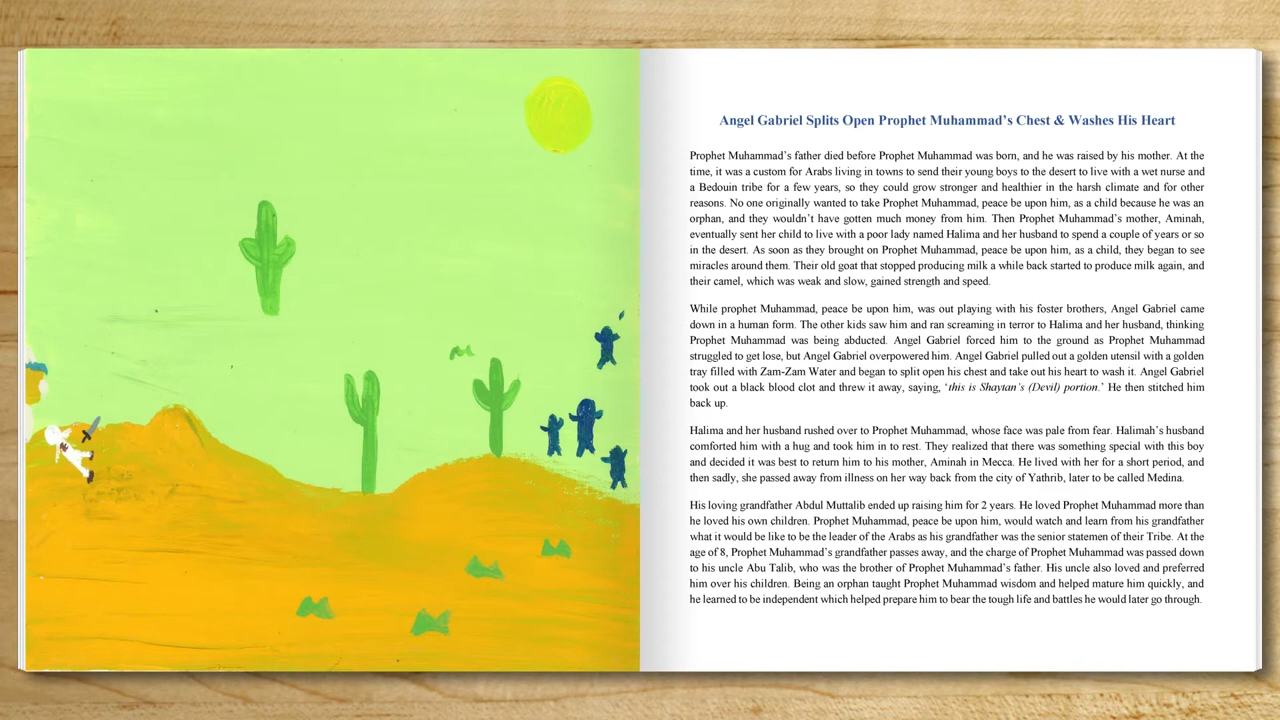 Angel Gabriel Splits Open Prophet Muhammad's Chest & Washes His Heart
Prophet Muhammad's father died before Prophet Muhammad was born, and he was raised by his mother. At the
time, it was a custom for Arabs living in towns to send their young boys to the desert to live with a wet nurse and
a Bedouin tribe for a few years, so they could grow stronger and healthier in the harsh climate and for other
reasons. No one originally wanted to take Prophet Muhammad, peace be upon him, as a child because he was an
orphan, and they wouldn't have gotten much money from him. Then Prophet Muhammad's mother, Aminah,
eventually sent her child to live with a poor lady named Halima and her husband to spend a couple of years or so
in the desert. As soon as they brought on Prophet Muhammad, peace be upon him, as a child, they began to see
miracles around them. Their old goat that stopped producing milk a while back started to produce milk again, and
their camel, which was weak and slow, gained strength and speed.
While prophet Muhammad, peace be upon him, was out playing with his foster brothers, Angel Gabriel came
down in a human form. The other kids saw him and ran screaming in terror to Halima and her husband, thinking
Prophet Muhammad was being abducted. Angel Gabriel forced him to the ground as Prophet Muhammad
struggled to get lose, but Angel Gabriel overpowered him. Angel Gabriel pulled out a golden utensil with a golden
tray filled with Zam-Zam Water and began to split open his chest and take out his heart to wash it. Angel Gabriel
took out a black blood clot and threw it away, saying, 'this is Shaytan's (Devil) portion.' He then stitched him
back up.
Halima and her husband rushed over to Prophet Muhammad, whose face was pale from fear. Halimah's husband
comforted him with a hug and took him in to rest. They realized that there was something special with this boy
and decided it was best to return him to his mother, Aminah in Mecca. He lived with her for a short period, and
then sadly, she passed away from illness on her way back from the city of Yathrib, later to be called Medina.
His loving grandfather Abdul Muttalib ended up raising him for 2 years. He loved Prophet Muhammad more than
he loved his own children. Prophet Muhammad, peace be upon him, would watch and learn from his grandfather
what it would be like to be the leader of the Arabs as his grandfather was the senior statemen of their Tribe. At the
age of 8, Prophet Muhammad's grandfather passes away, and the charge of Prophet Muhammad was passed down
to his uncle Abu Talib, who was the brother of Prophet Muhammad's father. His uncle also loved and preferred
him over his children. Being an orphan taught Prophet Muhammad wisdom and helped mature him quickly, and
he learned to be independent which helped prepare him to bear the tough life and battles he would later go through.